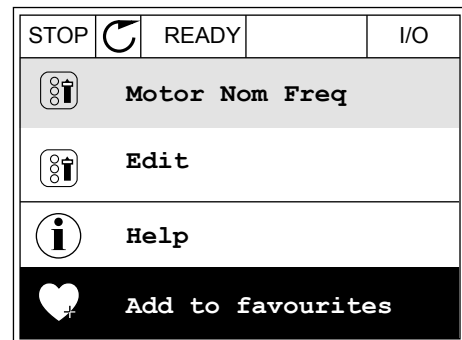 STOP READY I/O
Motor Nom Freq
Edit
Help
Add to favourites